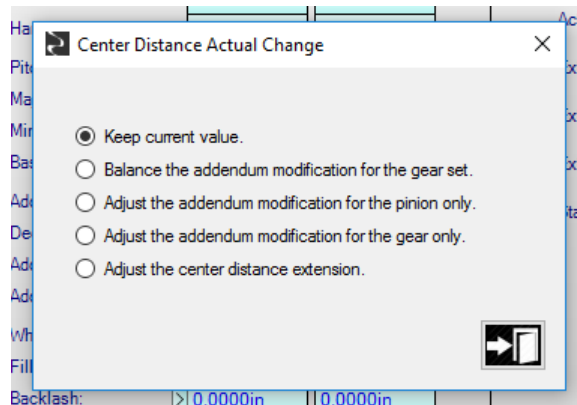 Center Distance Actual Change
Keep current value.
Balance the addendum modification for the gear set.
Adjust the addendum modification for the pinion only.
Adjust the addendum modification for the gear only.
Adjust the center distance extension.
Backlash: > 0.0000in 0.0000in